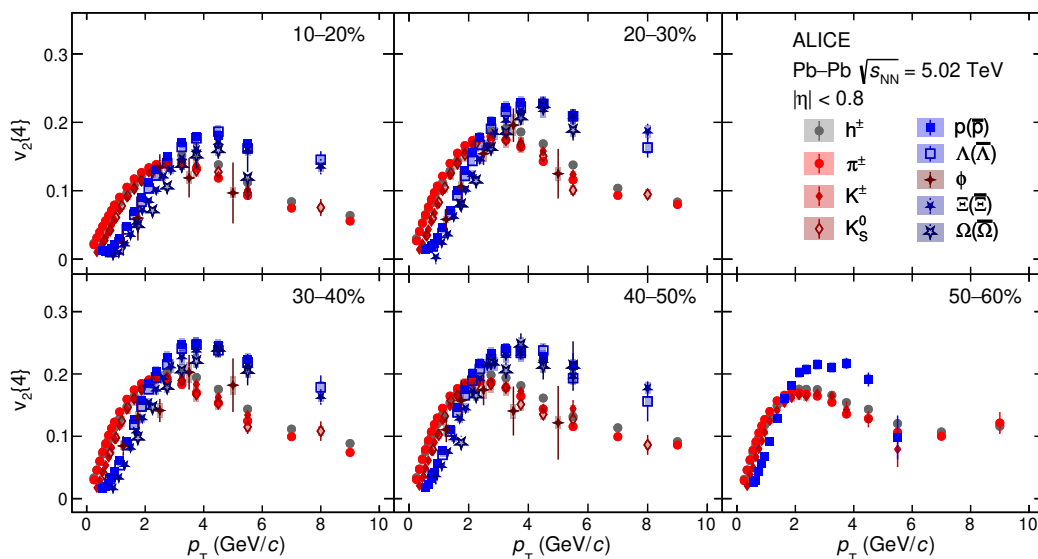 10–20%
20–30%
ALICE
Pb–Pb √sNN = 5.02 TeV
|η| < 0.8
h±
π±
K±
K0S
p(p̅)
Λ(Λ̅)
ϕ
Ξ(Ξ̅)
Ω(Ω̅)
v2{4}
0.3
0.2
0.1
0
30–40%
40–50%
50–60%
v2{4}
0.3
0.2
0.1
0
0 2 4 6 8 10
0 2 4 6 8 10
0 2 4 6 8 10
pT (GeV/c)
pT (GeV/c)
pT (GeV/c)